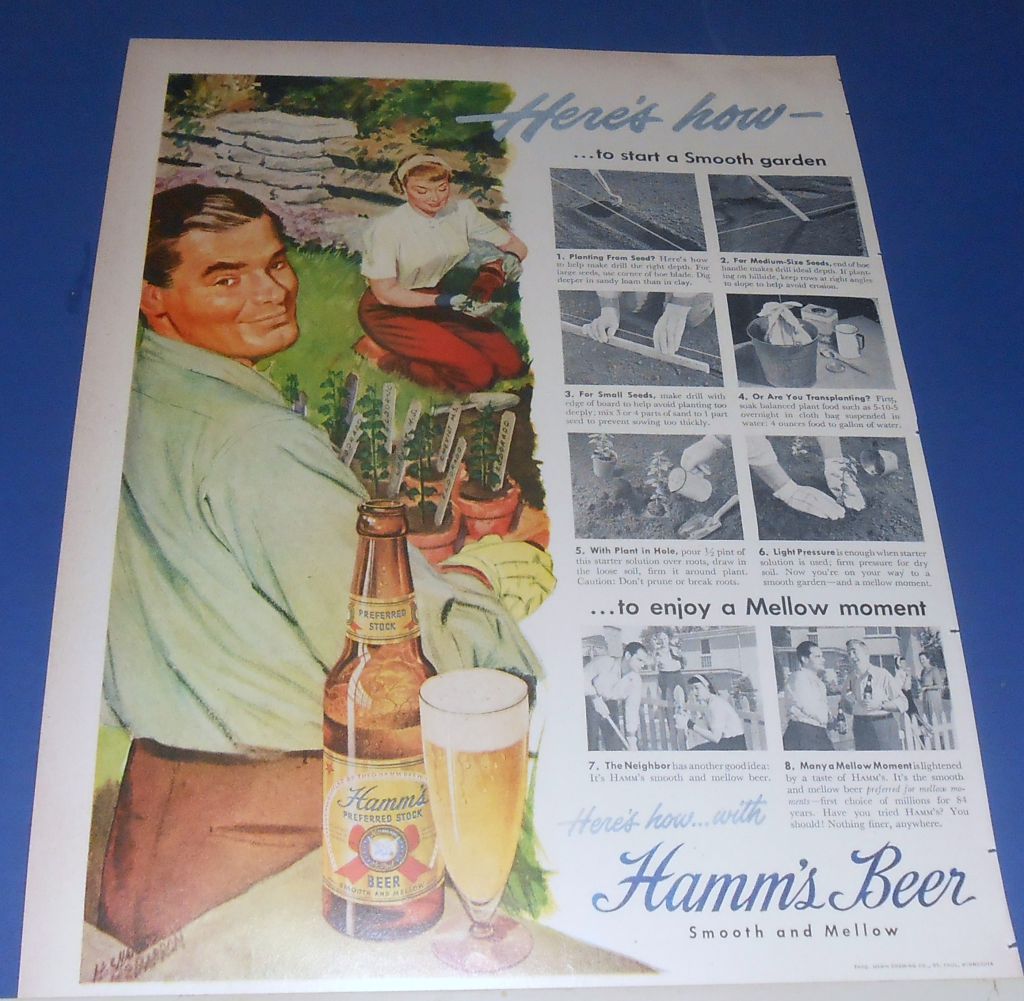 Here's how—
...to start a Smooth garden
1. Planting From Seed? Here's how
to help make drill the right depth. For
large seeds, use corner of hoe blade. Dig
deeper in sandy loam than in clay.
2. For Medium-Size Seeds, end of hoe
handle makes drill ideal depth. If plant-
ing on hillside, keep rows at right angles
to slope to help avoid erosion.
3. For Small Seeds, make drill with
edge of board to help avoid planting too
deeply; mix 3 or 4 parts of sand to 1 part
seed to prevent sowing too thickly.
4. Or Are You Transplanting? First,
soak balanced plant food such as 5-10-5
overnight in cloth bag suspended in
water: 4 ounces food to gallon of water.
5. With Plant in Hole, pour ½ pint of
this starter solution over roots, draw in
the loose soil, firm it around plant.
Caution: Don't prune or break roots.
6. Light Pressure is enough when starter
solution is used; firm pressure for dry
soil. Now you're on your way to a
smooth garden—and a mellow moment.
...to enjoy a Mellow moment
7. The Neighbor has another good idea:
It's HAMM'S smooth and mellow beer.
8. Many a Mellow Moment is lightened
by a taste of HAMM'S. It's the smooth
and mellow beer preferred for mellow mo-
ments—first choice of millions for 84
years. Have you tried HAMM'S? You
should! Nothing finer, anywhere.
Here's how...with
Hamm's Beer
Smooth and Mellow
THEO. HAMM BREWING CO., ST. PAUL, MINNESOTA
PREFERRED
STOCK
Hamm's
PREFERRED STOCK
BEER
SMOOTH AND MELLOW